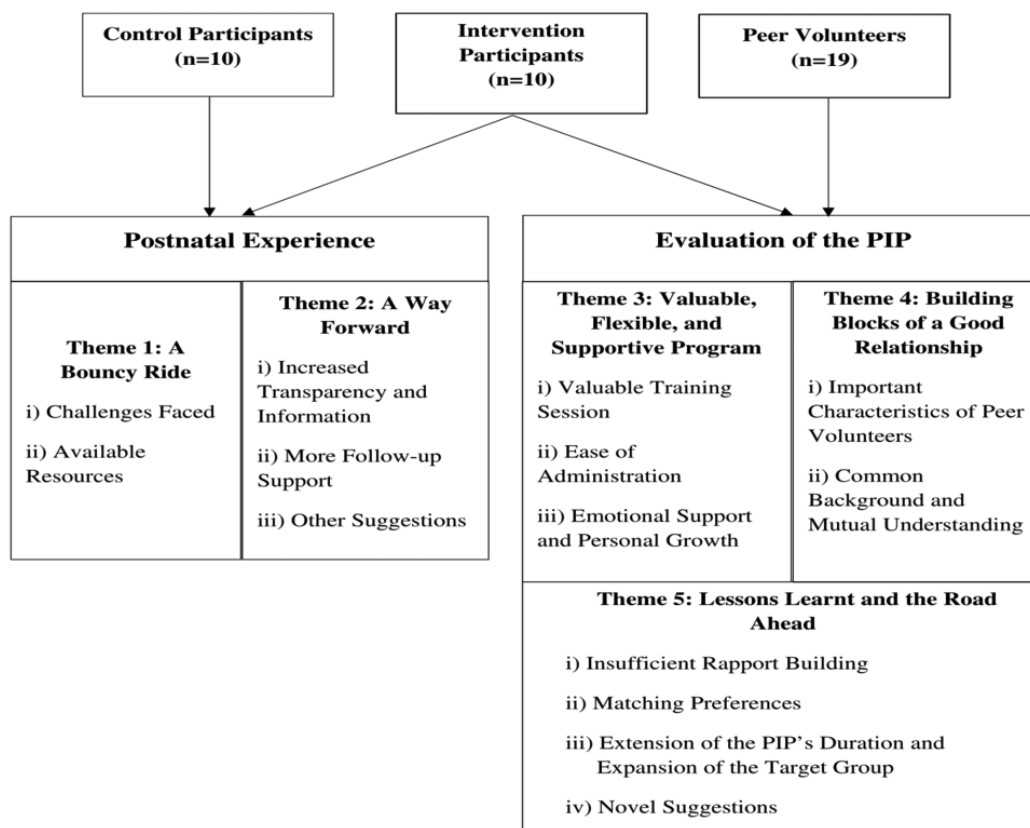 Control Participants
(n=10)
Intervention
Participants
(n=10)
Peer Volunteers
(n=19)
Postnatal Experience
Theme 1: A
Bouncy Ride
i) Challenges Faced
ii) Available
Resources
Theme 2: A Way
Forward
i) Increased
Transparency and
Information
ii) More Follow-up
Support
iii) Other Suggestions
Evaluation of the PIP
Theme 3: Valuable,
Flexible, and
Supportive Program
i) Valuable Training
Session
ii) Ease of
Administration
iii) Emotional Support
and Personal Growth
Theme 4: Building
Blocks of a Good
Relationship
i) Important
Characteristics of Peer
Volunteers
ii) Common
Background and
Mutual Understanding
Theme 5: Lessons Learnt and the Road
Ahead
i) Insufficient Rapport Building
ii) Matching Preferences
iii) Extension of the PIP’s Duration and
Expansion of the Target Group
iv) Novel Suggestions